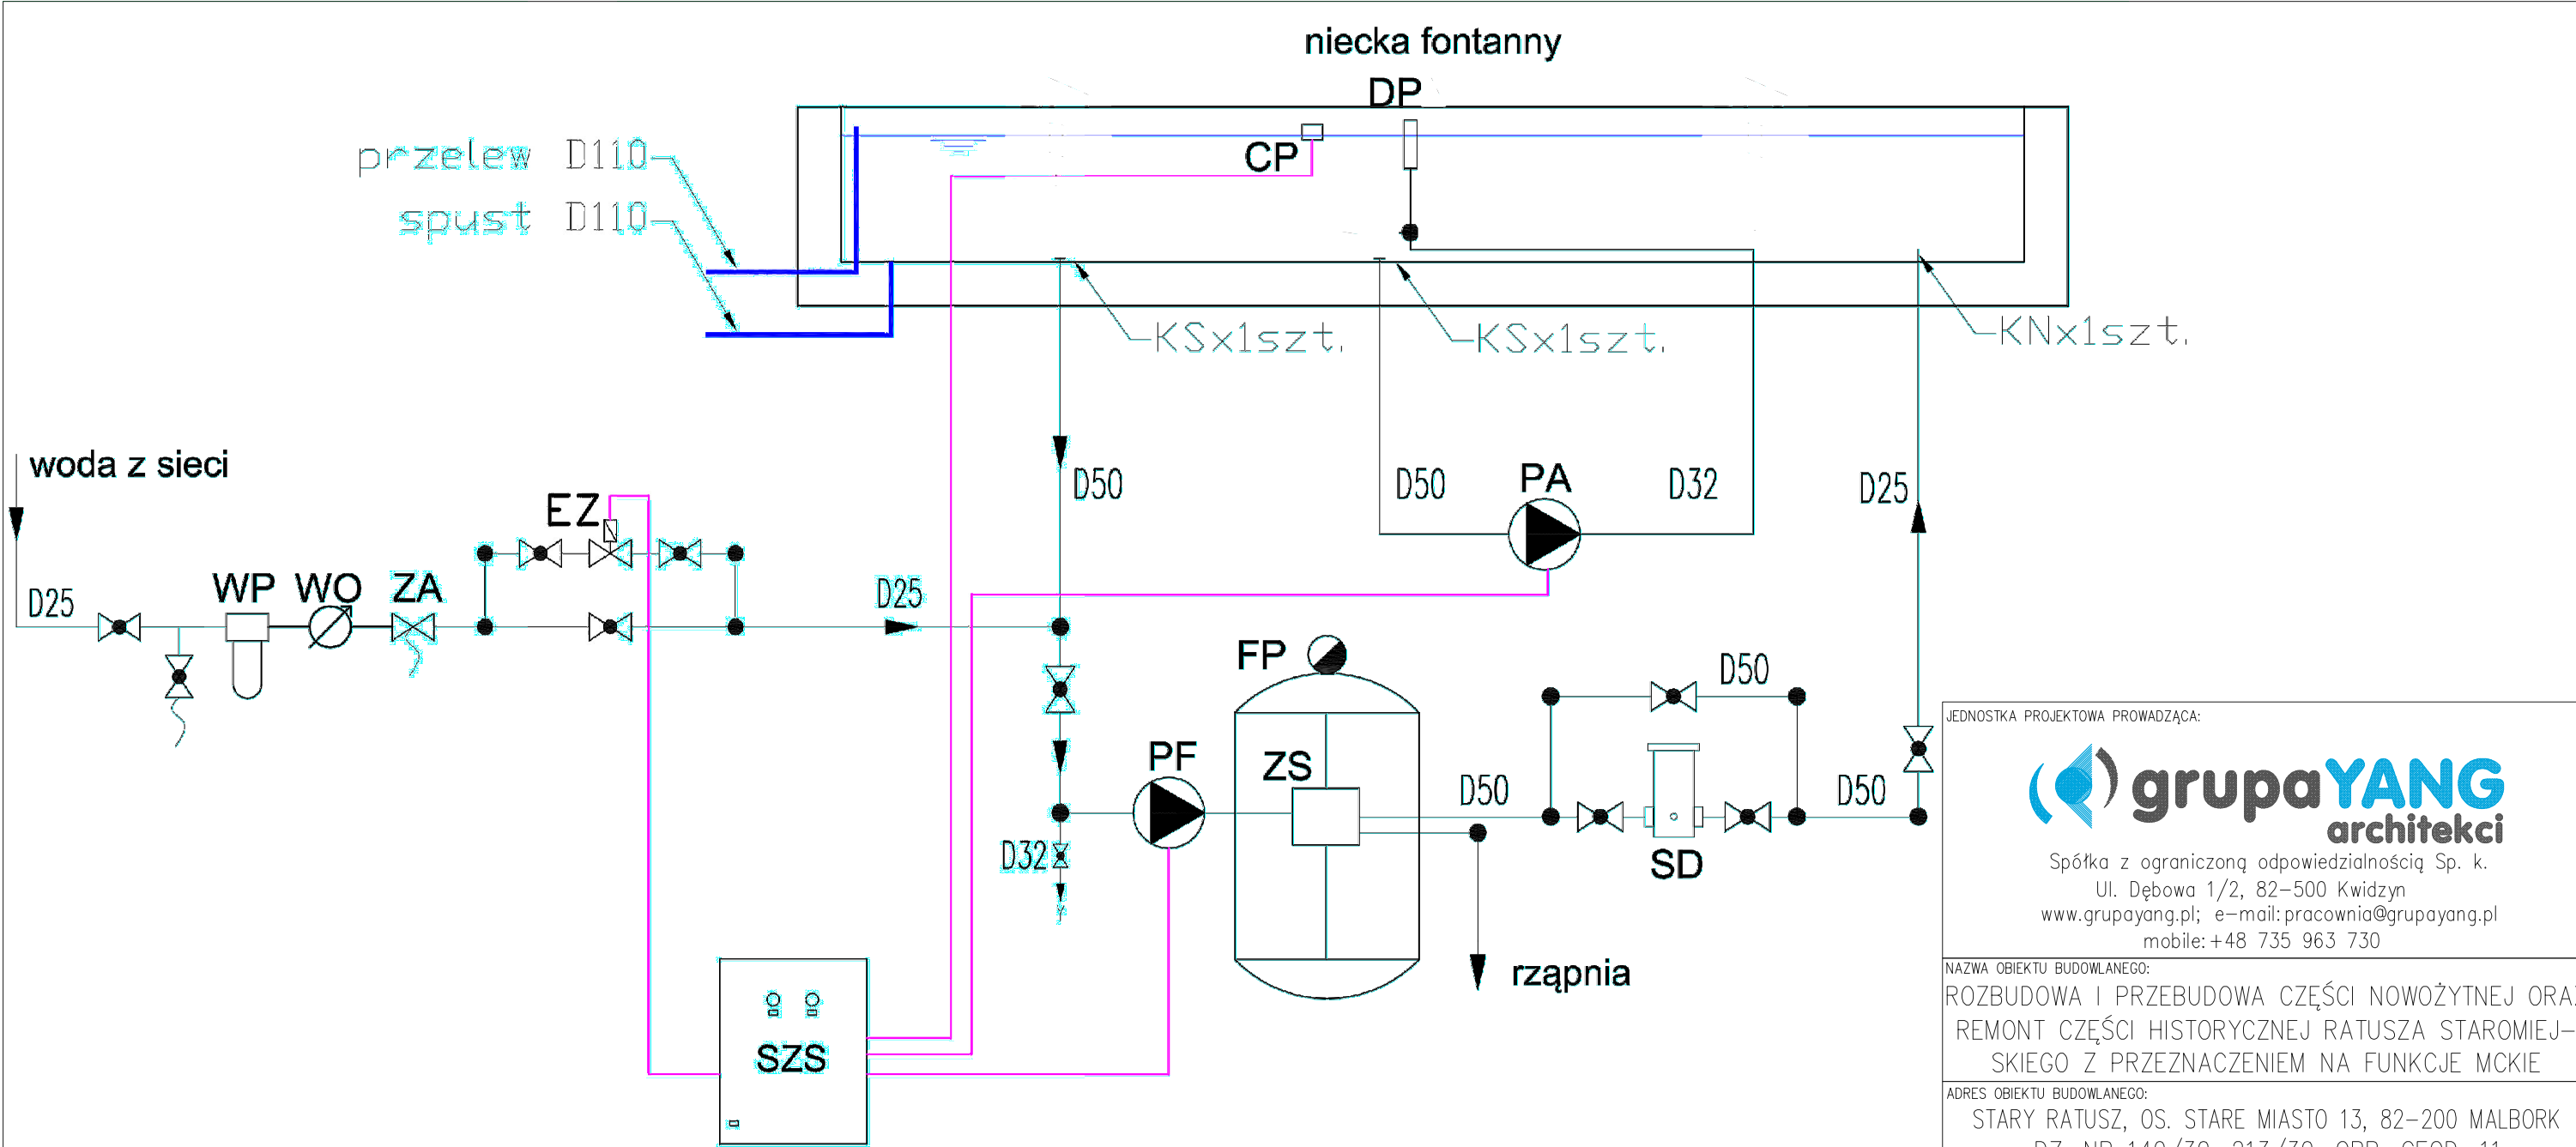 niecka fontanny
DP
przelew D110
CP
spust D110
KSx1szt.
KSx1szt.
KNx1szt.
woda z sieci
D50
D50
PA
D32
D25
EZ
D25
WP
WO
ZA
D25
FP
D50
PF
ZS
D50
D50
D32
SD
rząpnia
SZS
JEDNOSTKA PROJEKTOWA PROWADZĄCA:
grupaYANG
architekci
Spółka z ograniczoną odpowiedzialnością Sp. k.
Ul. Dębowa 1/2, 82-500 Kwidzyn
www.grupayang.pl; e-mail: pracownia@grupayang.pl
mobile: +48 735 963 730
NAZWA OBIEKTU BUDOWLANEGO:
ROZBUDOWA I PRZEBUDOWA CZĘŚCI NOWOŻYTNEJ ORAZ
REMONT CZĘŚCI HISTORYCZNEJ RATUSZA STAROMIEJ-
SKIEGO Z PRZEZNACZENIEM NA FUNKCJE MCKIE
ADRES OBIEKTU BUDOWLANEGO:
STARY RATUSZ, OS. STARE MIASTO 13, 82-200 MALBORK